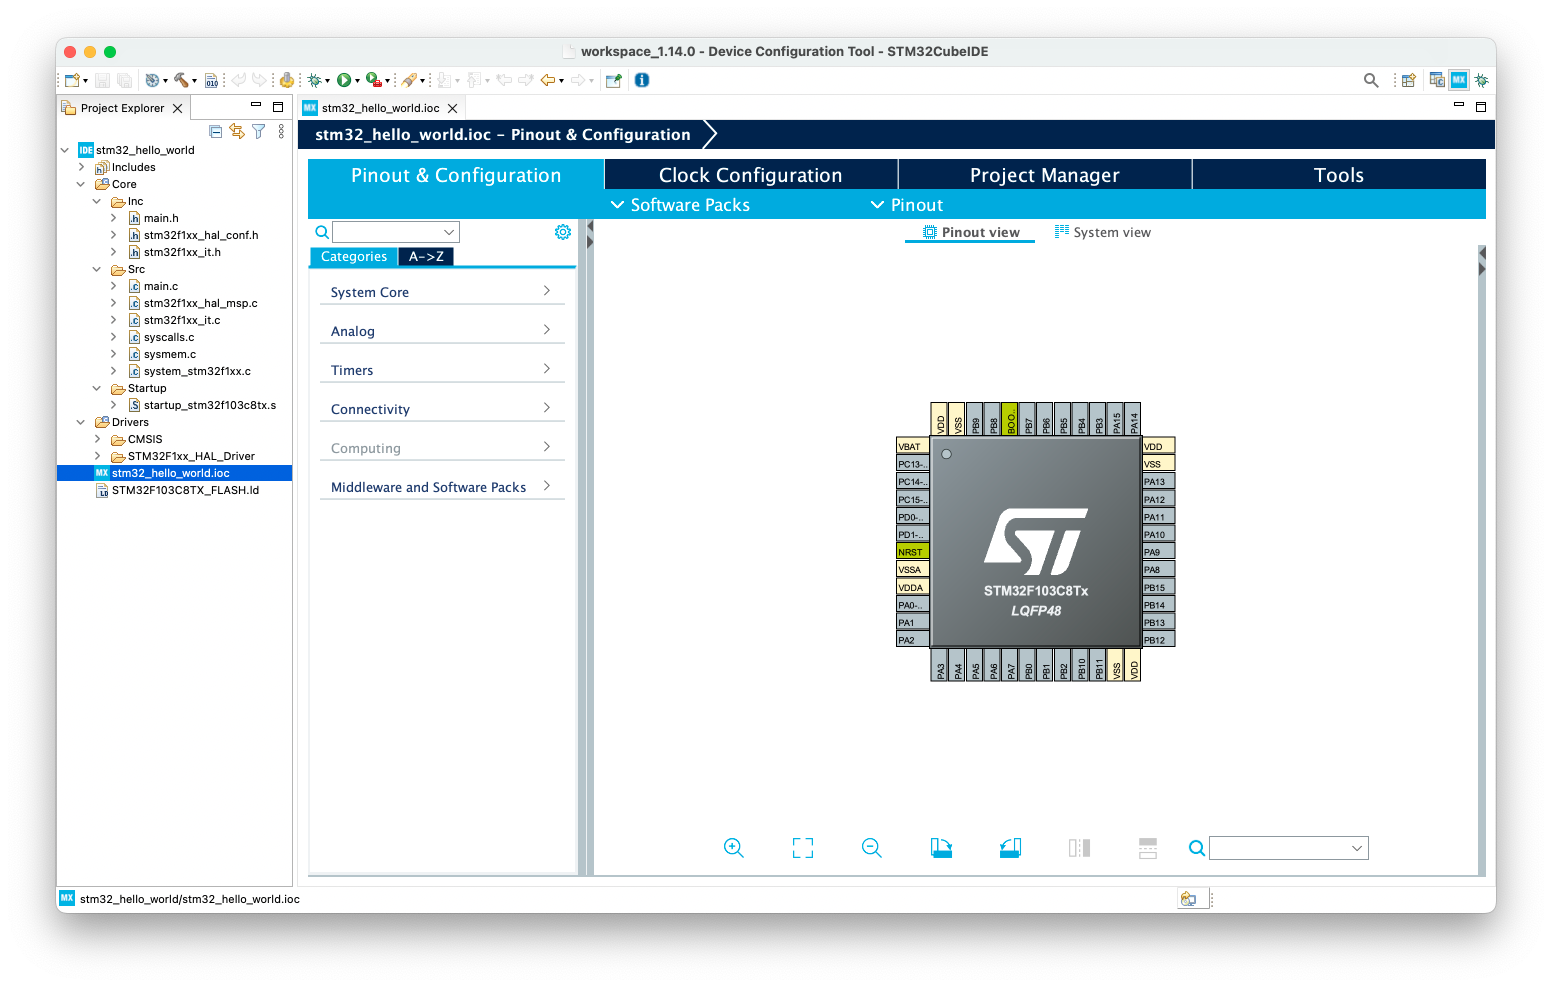 workspace_1.14.0 - Device Configuration Tool - STM32CubeIDE
Project Explorer
stm32_hello_world
Includes
Core
Inc
main.h
stm32f1xx_hal_conf.h
stm32f1xx_it.h
Src
main.c
stm32f1xx_hal_msp.c
stm32f1xx_it.c
syscalls.c
sysmem.c
system_stm32f1xx.c
Startup
startup_stm32f103c8tx.s
Drivers
CMSIS
STM32F1xx_HAL_Driver
stm32_hello_world.ioc
STM32F103C8TX_FLASH.ld
stm32_hello_world.ioc
stm32_hello_world.ioc – Pinout & Configuration
Pinout & Configuration
Clock Configuration
Project Manager
Tools
Software Packs
Pinout
Pinout view
System view
Categories
A->Z
System Core
Analog
Timers
Connectivity
Computing
Middleware and Software Packs
VDD
VSS
PB9
PB8
BOO..
PB7
PB6
PB5
PB4
PB3
PA15
PA14
VBAT
PC13-..
PC14-..
PC15-..
PD0-..
PD1-..
NRST
VSSA
VDDA
PA0-..
PA1
PA2
ST
STM32F103C8Tx
LQFP48
VDD
VSS
PA13
PA12
PA11
PA10
PA9
PA8
PB15
PB14
PB13
PB12
PA3
PA4
PA5
PA6
PA7
PB0
PB1
PB2
PB10
PB11
VSS
VDD
MX
stm32_hello_world/stm32_hello_world.ioc